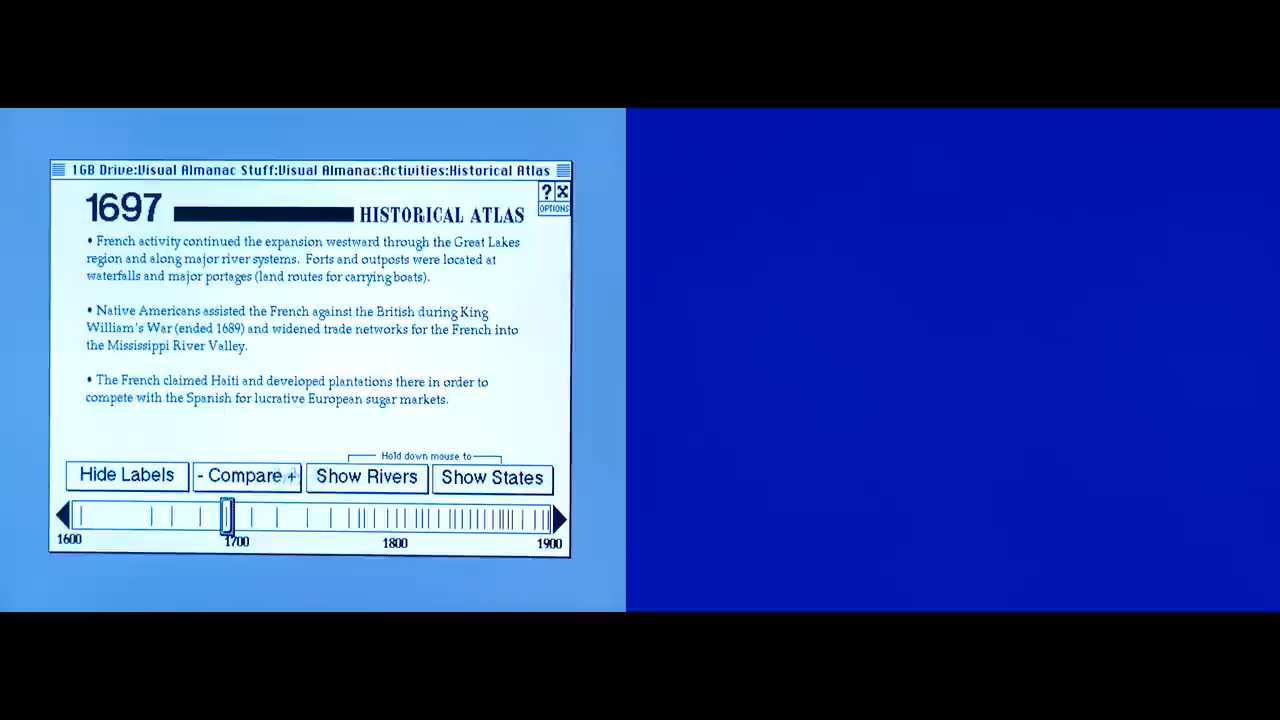 1GB Drive:Visual Almanac Stuff:Visual Almanac:Activities:Historical Atlas
1697 HISTORICAL ATLAS
? X
OPTIONS
• French activity continued the expansion westward through the Great Lakes
region and along major river systems. Forts and outposts were located at
waterfalls and major portages (land routes for carrying boats).
• Native Americans assisted the French against the British during King
William's War (ended 1689) and widened trade networks for the French into
the Mississippi River Valley.
• The French claimed Haiti and developed plantations there in order to
compete with the Spanish for lucrative European sugar markets.
Hold down mouse to
Hide Labels - Compare + Show Rivers Show States
1600 1700 1800 1900